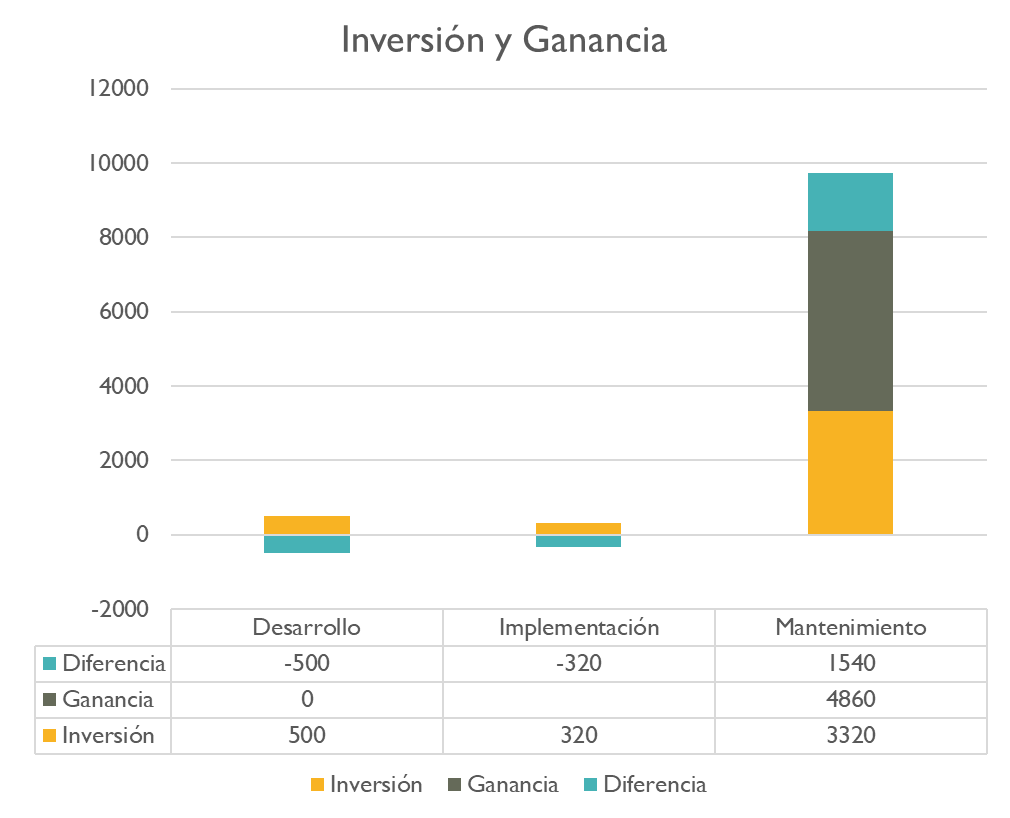 Inversión y Ganancia
12000
10000
8000
6000
4000
2000
0
-2000
Desarrollo Implementación Mantenimiento
Diferencia -500 -320 1540
Ganancia 0 4860
Inversión 500 320 3320
Inversión Ganancia Diferencia